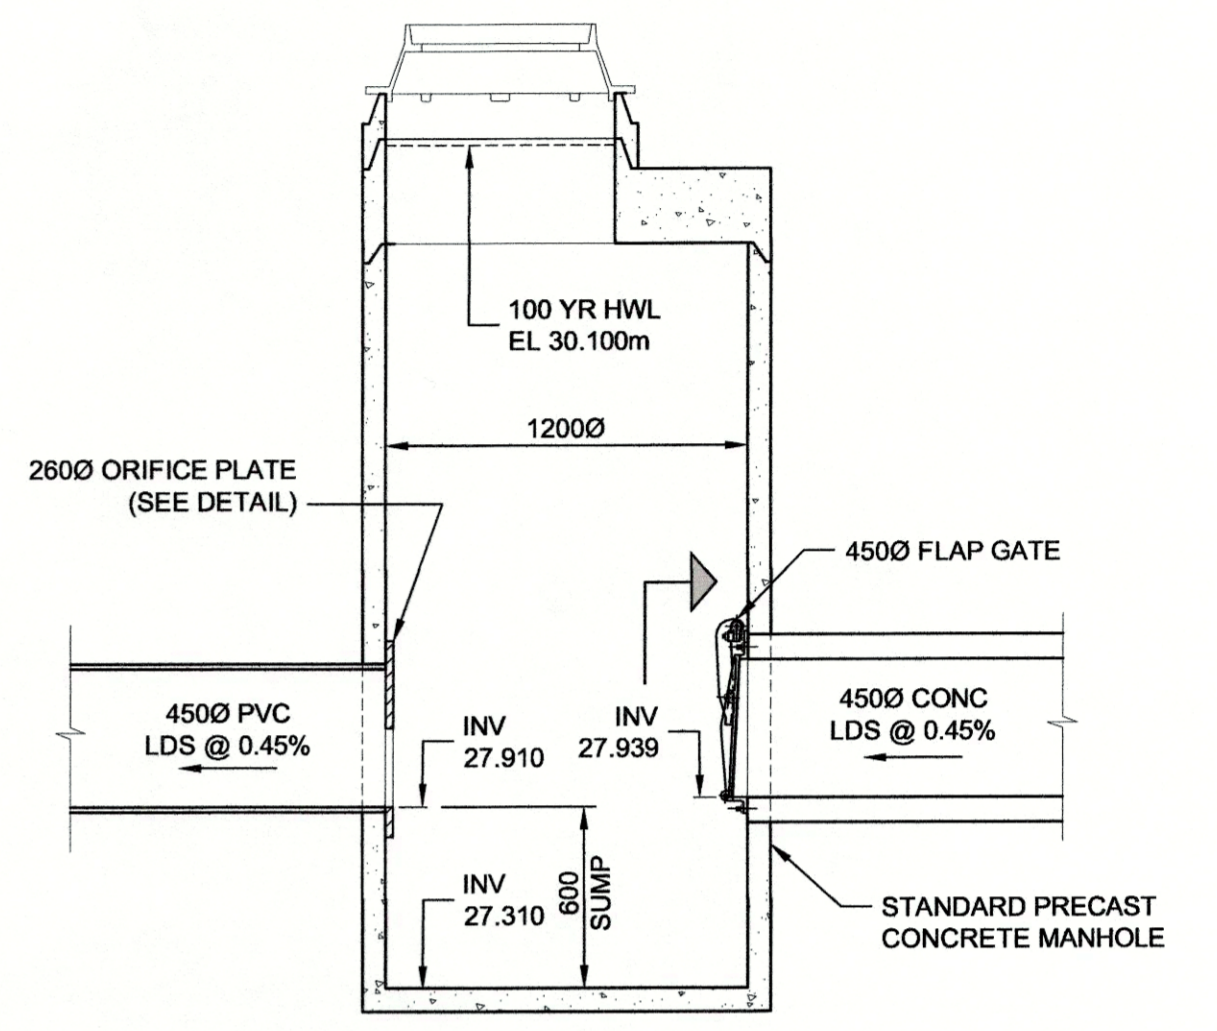 100 YR HWL
EL 30.100m
1200Ø
260Ø ORIFICE PLATE
(SEE DETAIL)
450Ø FLAP GATE
450Ø PVC
LDS @ 0.45%
INV
27.910
INV
27.939
450Ø CONC
LDS @ 0.45%
INV
27.310
600
SUMP
STANDARD PRECAST
CONCRETE MANHOLE